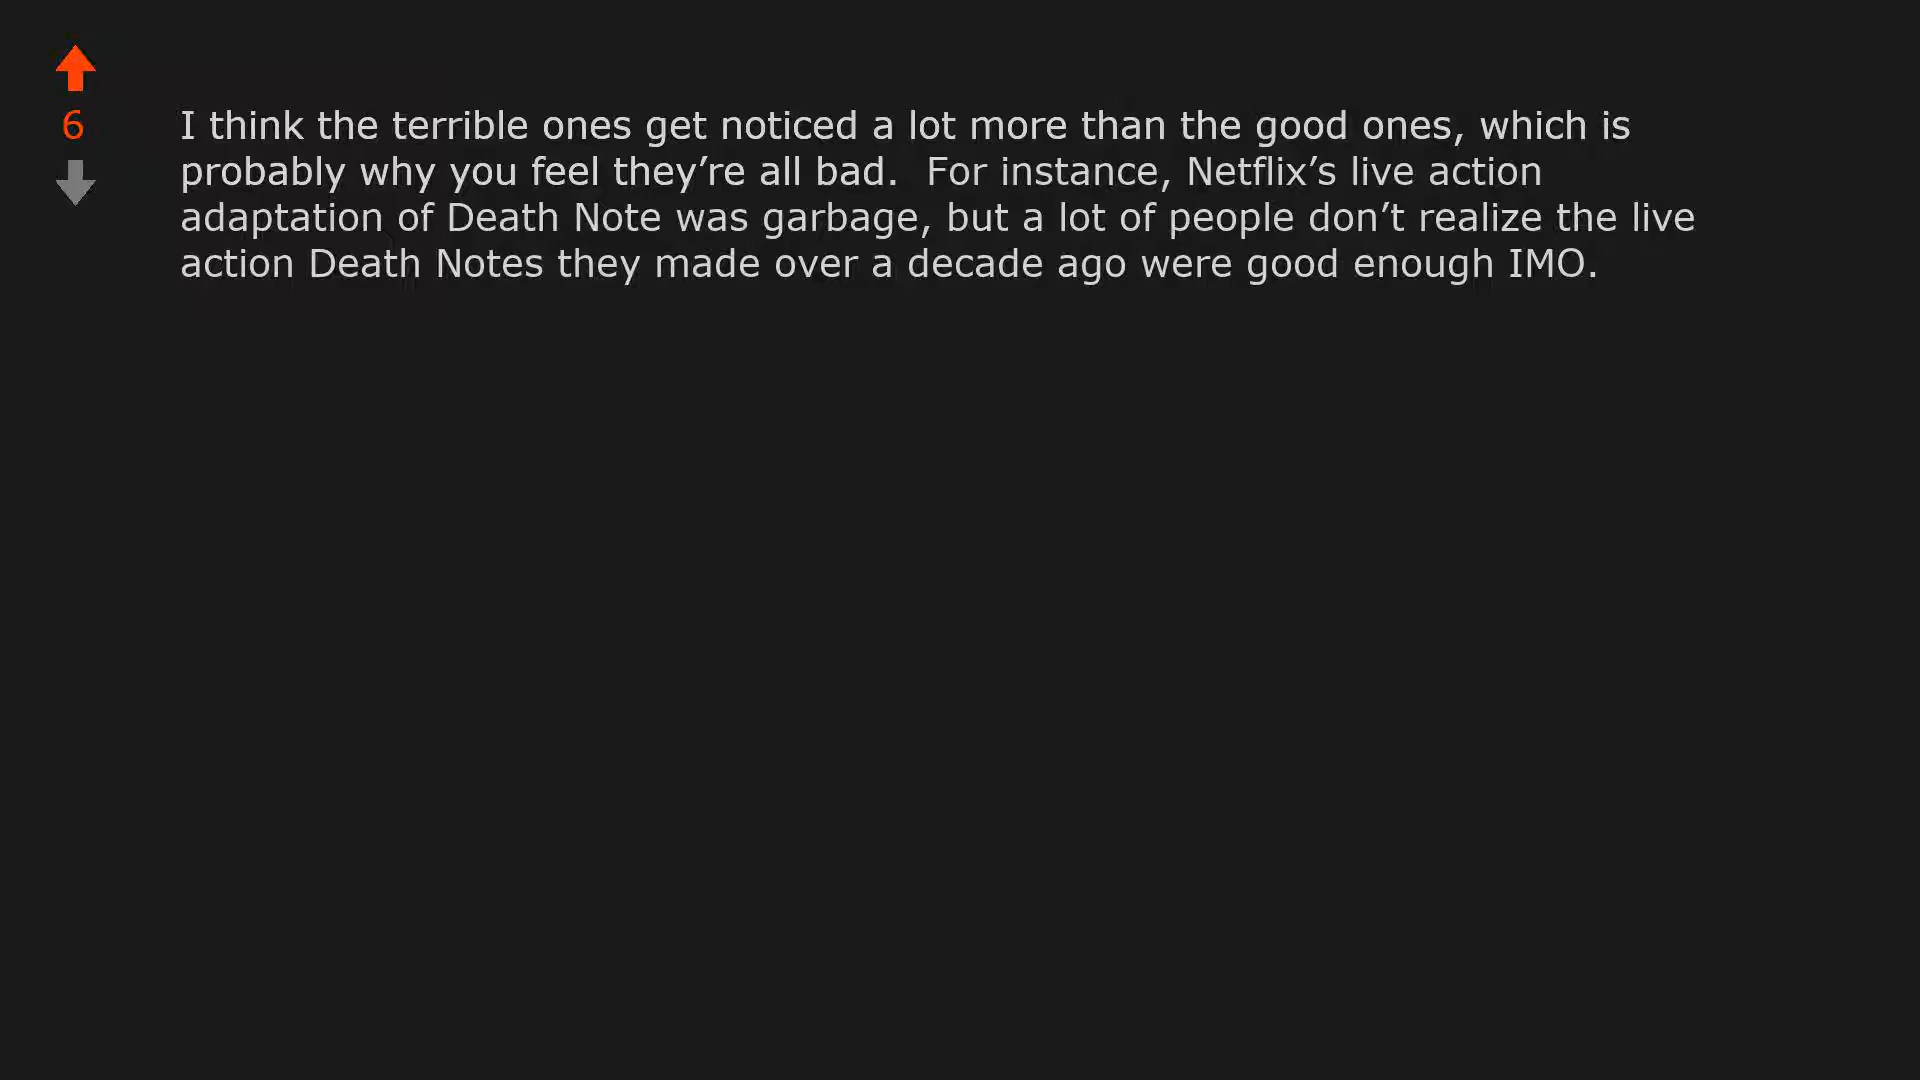 6
I think the terrible ones get noticed a lot more than the good ones, which is
probably why you feel they’re all bad.  For instance, Netflix’s live action
adaptation of Death Note was garbage, but a lot of people don’t realize the live
action Death Notes they made over a decade ago were good enough IMO.